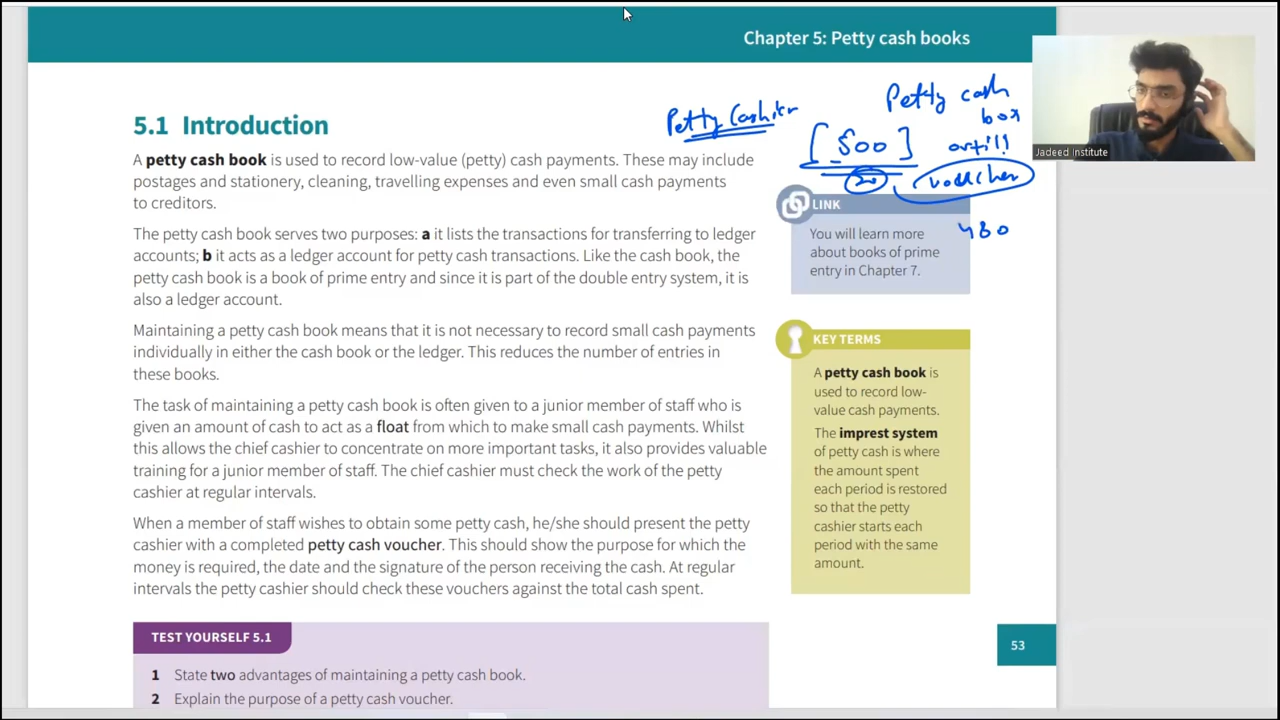 Chapter 5: Petty cash books
Petty cash
box
or till
Petty Cashier
[500]
20
voucher
480
Jadeed Institute
5.1 Introduction
A petty cash book is used to record low-value (petty) cash payments. These may include
postages and stationery, cleaning, travelling expenses and even small cash payments
to creditors.
The petty cash book serves two purposes: a it lists the transactions for transferring to ledger
accounts; b it acts as a ledger account for petty cash transactions. Like the cash book, the
petty cash book is a book of prime entry and since it is part of the double entry system, it is
also a ledger account.
Maintaining a petty cash book means that it is not necessary to record small cash payments
individually in either the cash book or the ledger. This reduces the number of entries in
these books.
The task of maintaining a petty cash book is often given to a junior member of staff who is
given an amount of cash to act as a float from which to make small cash payments. Whilst
this allows the chief cashier to concentrate on more important tasks, it also provides valuable
training for a junior member of staff. The chief cashier must check the work of the petty
cashier at regular intervals.
When a member of staff wishes to obtain some petty cash, he/she should present the petty
cashier with a completed petty cash voucher. This should show the purpose for which the
money is required, the date and the signature of the person receiving the cash. At regular
intervals the petty cashier should check these vouchers against the total cash spent.
LINK
You will learn more
about books of prime
entry in Chapter 7.
KEY TERMS
A petty cash book is
used to record low-
value cash payments.
The imprest system
of petty cash is where
the amount spent
each period is restored
so that the petty
cashier starts each
period with the same
amount.
TEST YOURSELF 5.1
1 State two advantages of maintaining a petty cash book.
2 Explain the purpose of a petty cash voucher.
53